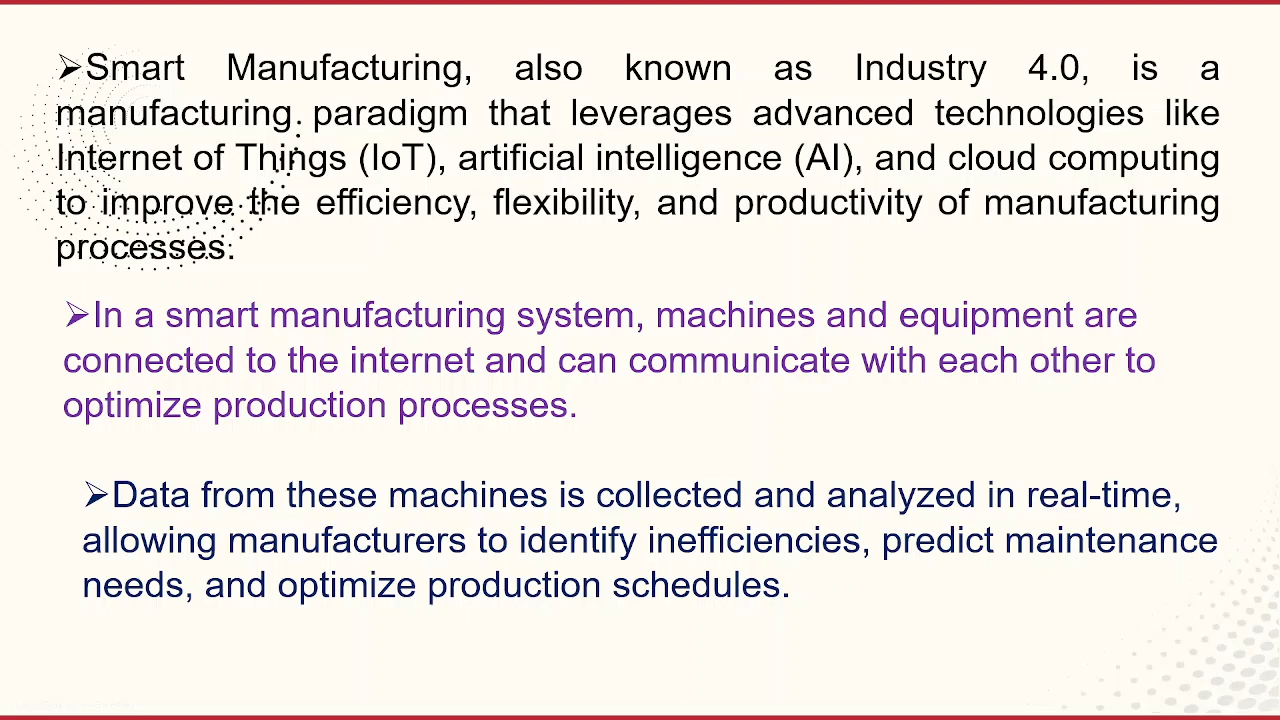 ➢Smart Manufacturing, also known as Industry 4.0, is a
manufacturing paradigm that leverages advanced technologies like
Internet of Things (IoT), artificial intelligence (AI), and cloud computing
to improve the efficiency, flexibility, and productivity of manufacturing
processes.
➢In a smart manufacturing system, machines and equipment are
connected to the internet and can communicate with each other to
optimize production processes.
➢Data from these machines is collected and analyzed in real-time,
allowing manufacturers to identify inefficiencies, predict maintenance
needs, and optimize production schedules.